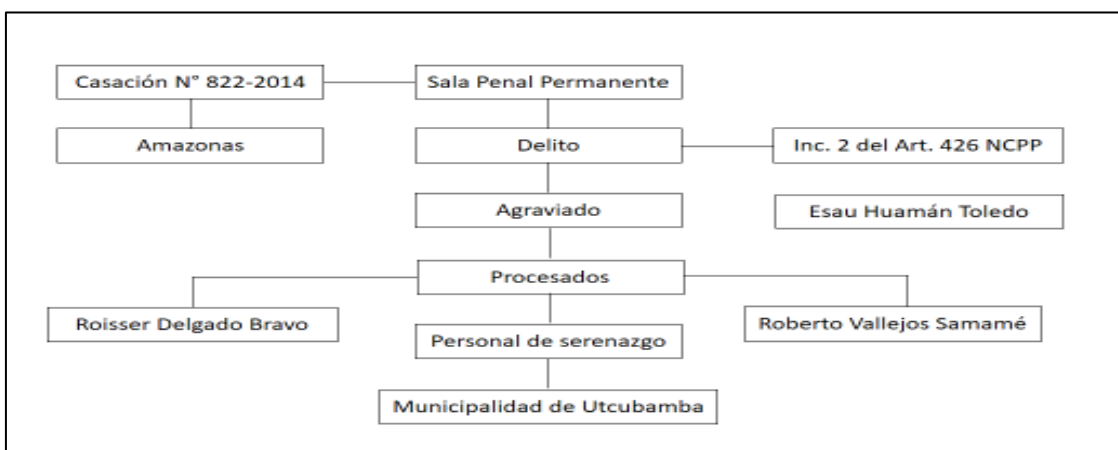 Casación N° 822-2014
Sala Penal Permanente
Amazonas
Delito
Inc. 2 del Art. 426 NCPP
Agraviado
Esau Huamán Toledo
Procesados
Roisser Delgado Bravo
Roberto Vallejos Samamé
Personal de serenazgo
Municipalidad de Utcubamba